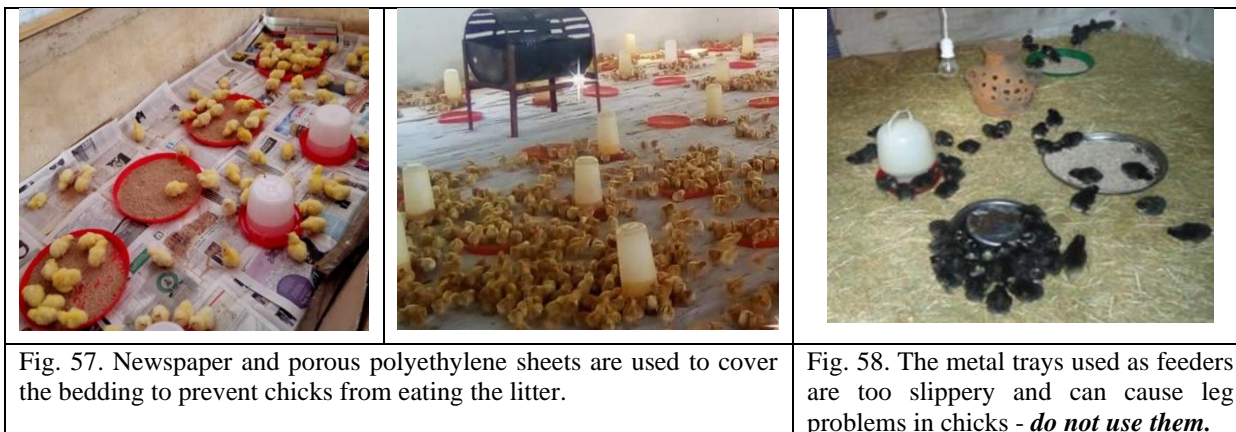 Fig. 57. Newspaper and porous polyethylene sheets are used to cover
the bedding to prevent chicks from eating the litter.
Fig. 58. The metal trays used as feeders
are too slippery and can cause leg
problems in chicks - do not use them.